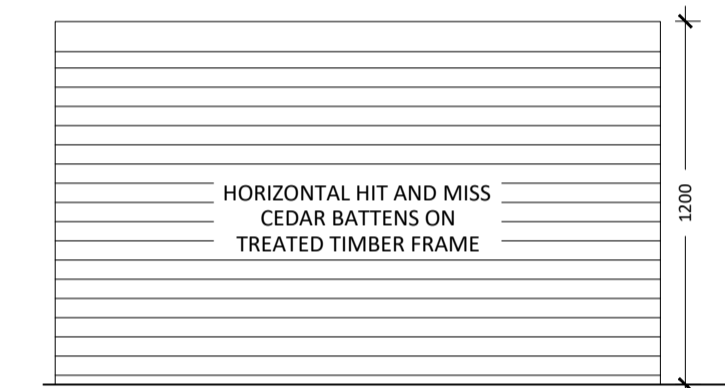 HORIZONTAL HIT AND MISS
CEDAR BATTENS ON
TREATED TIMBER FRAME
1200